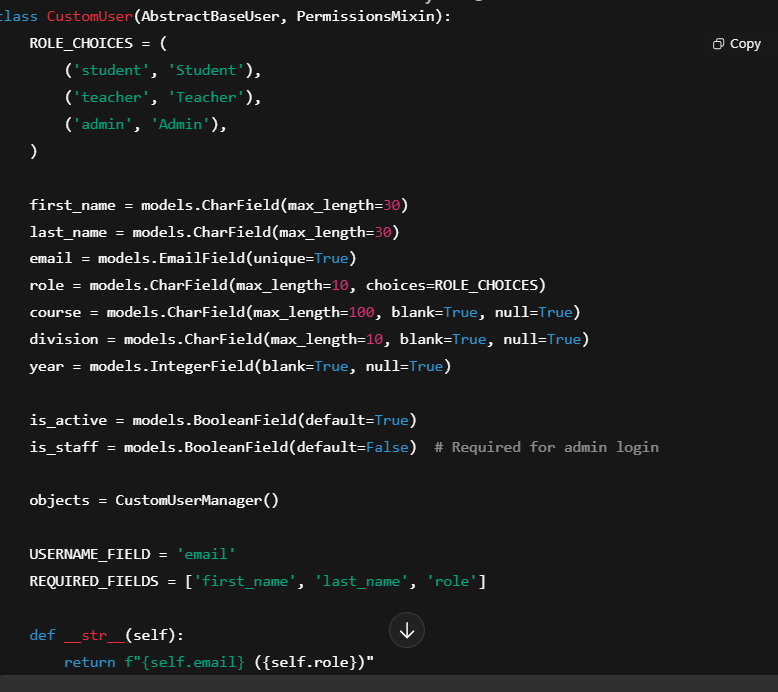 class CustomUser(AbstractBaseUser, PermissionsMixin):
    ROLE_CHOICES = (
Copy
        ('student', 'Student'),
        ('teacher', 'Teacher'),
        ('admin', 'Admin'),
    )

    first_name = models.CharField(max_length=30)
    last_name = models.CharField(max_length=30)
    email = models.EmailField(unique=True)
    role = models.CharField(max_length=10, choices=ROLE_CHOICES)
    course = models.CharField(max_length=100, blank=True, null=True)
    division = models.CharField(max_length=10, blank=True, null=True)
    year = models.IntegerField(blank=True, null=True)

    is_active = models.BooleanField(default=True)
    is_staff = models.BooleanField(default=False)  # Required for admin login

    objects = CustomUserManager()

    USERNAME_FIELD = 'email'
    REQUIRED_FIELDS = ['first_name', 'last_name', 'role']

    def __str__(self):
        return f"{self.email} ({self.role})"